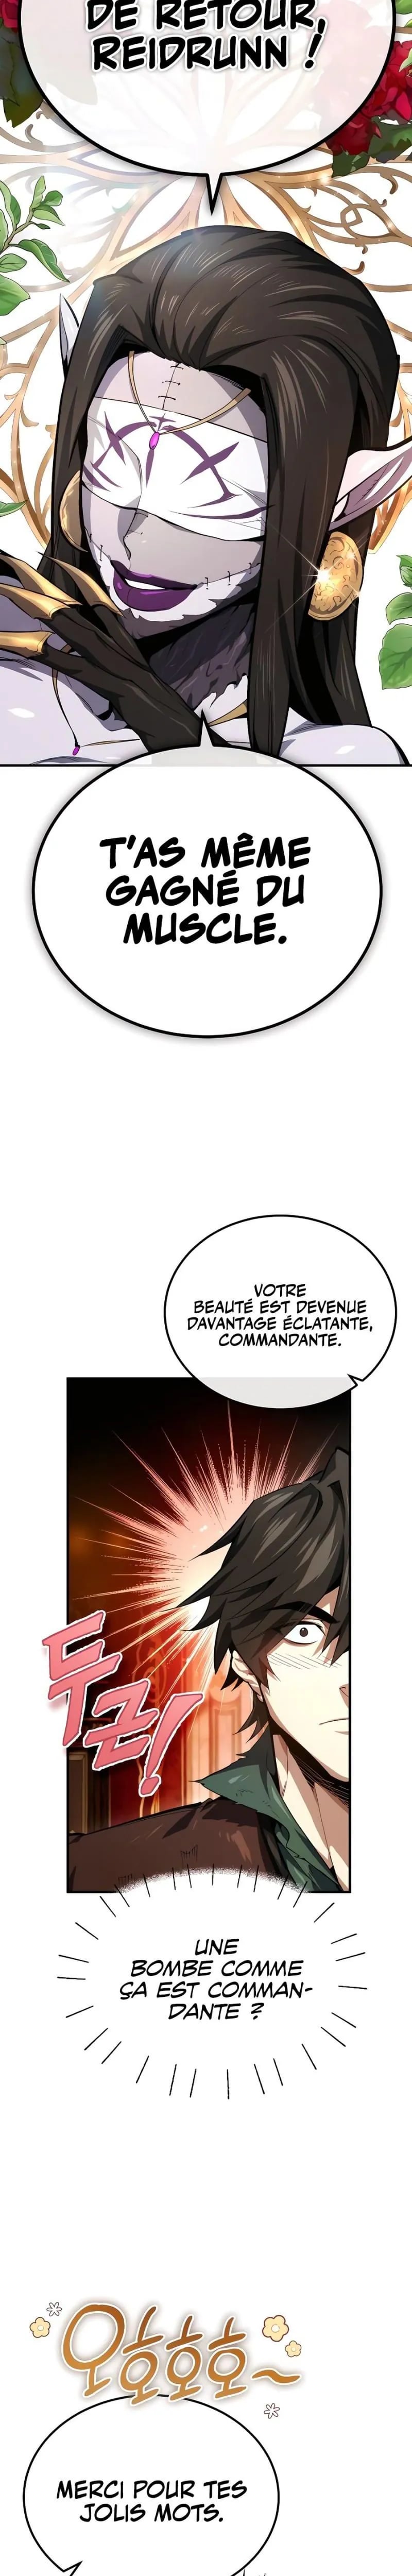 DE RETOUR,
REIDRUNN !
T'AS MÊME
GAGNÉ DU
MUSCLE.
VOTRE
BEAUTÉ EST DEVENUE
DAVANTAGE ÉCLATANTE,
COMMANDANTE.
두근!
UNE
BOMBE COMME
ÇA EST COMMAN-
DANTE ?
오호호호~
MERCI POUR TES
JOLIS MOTS.